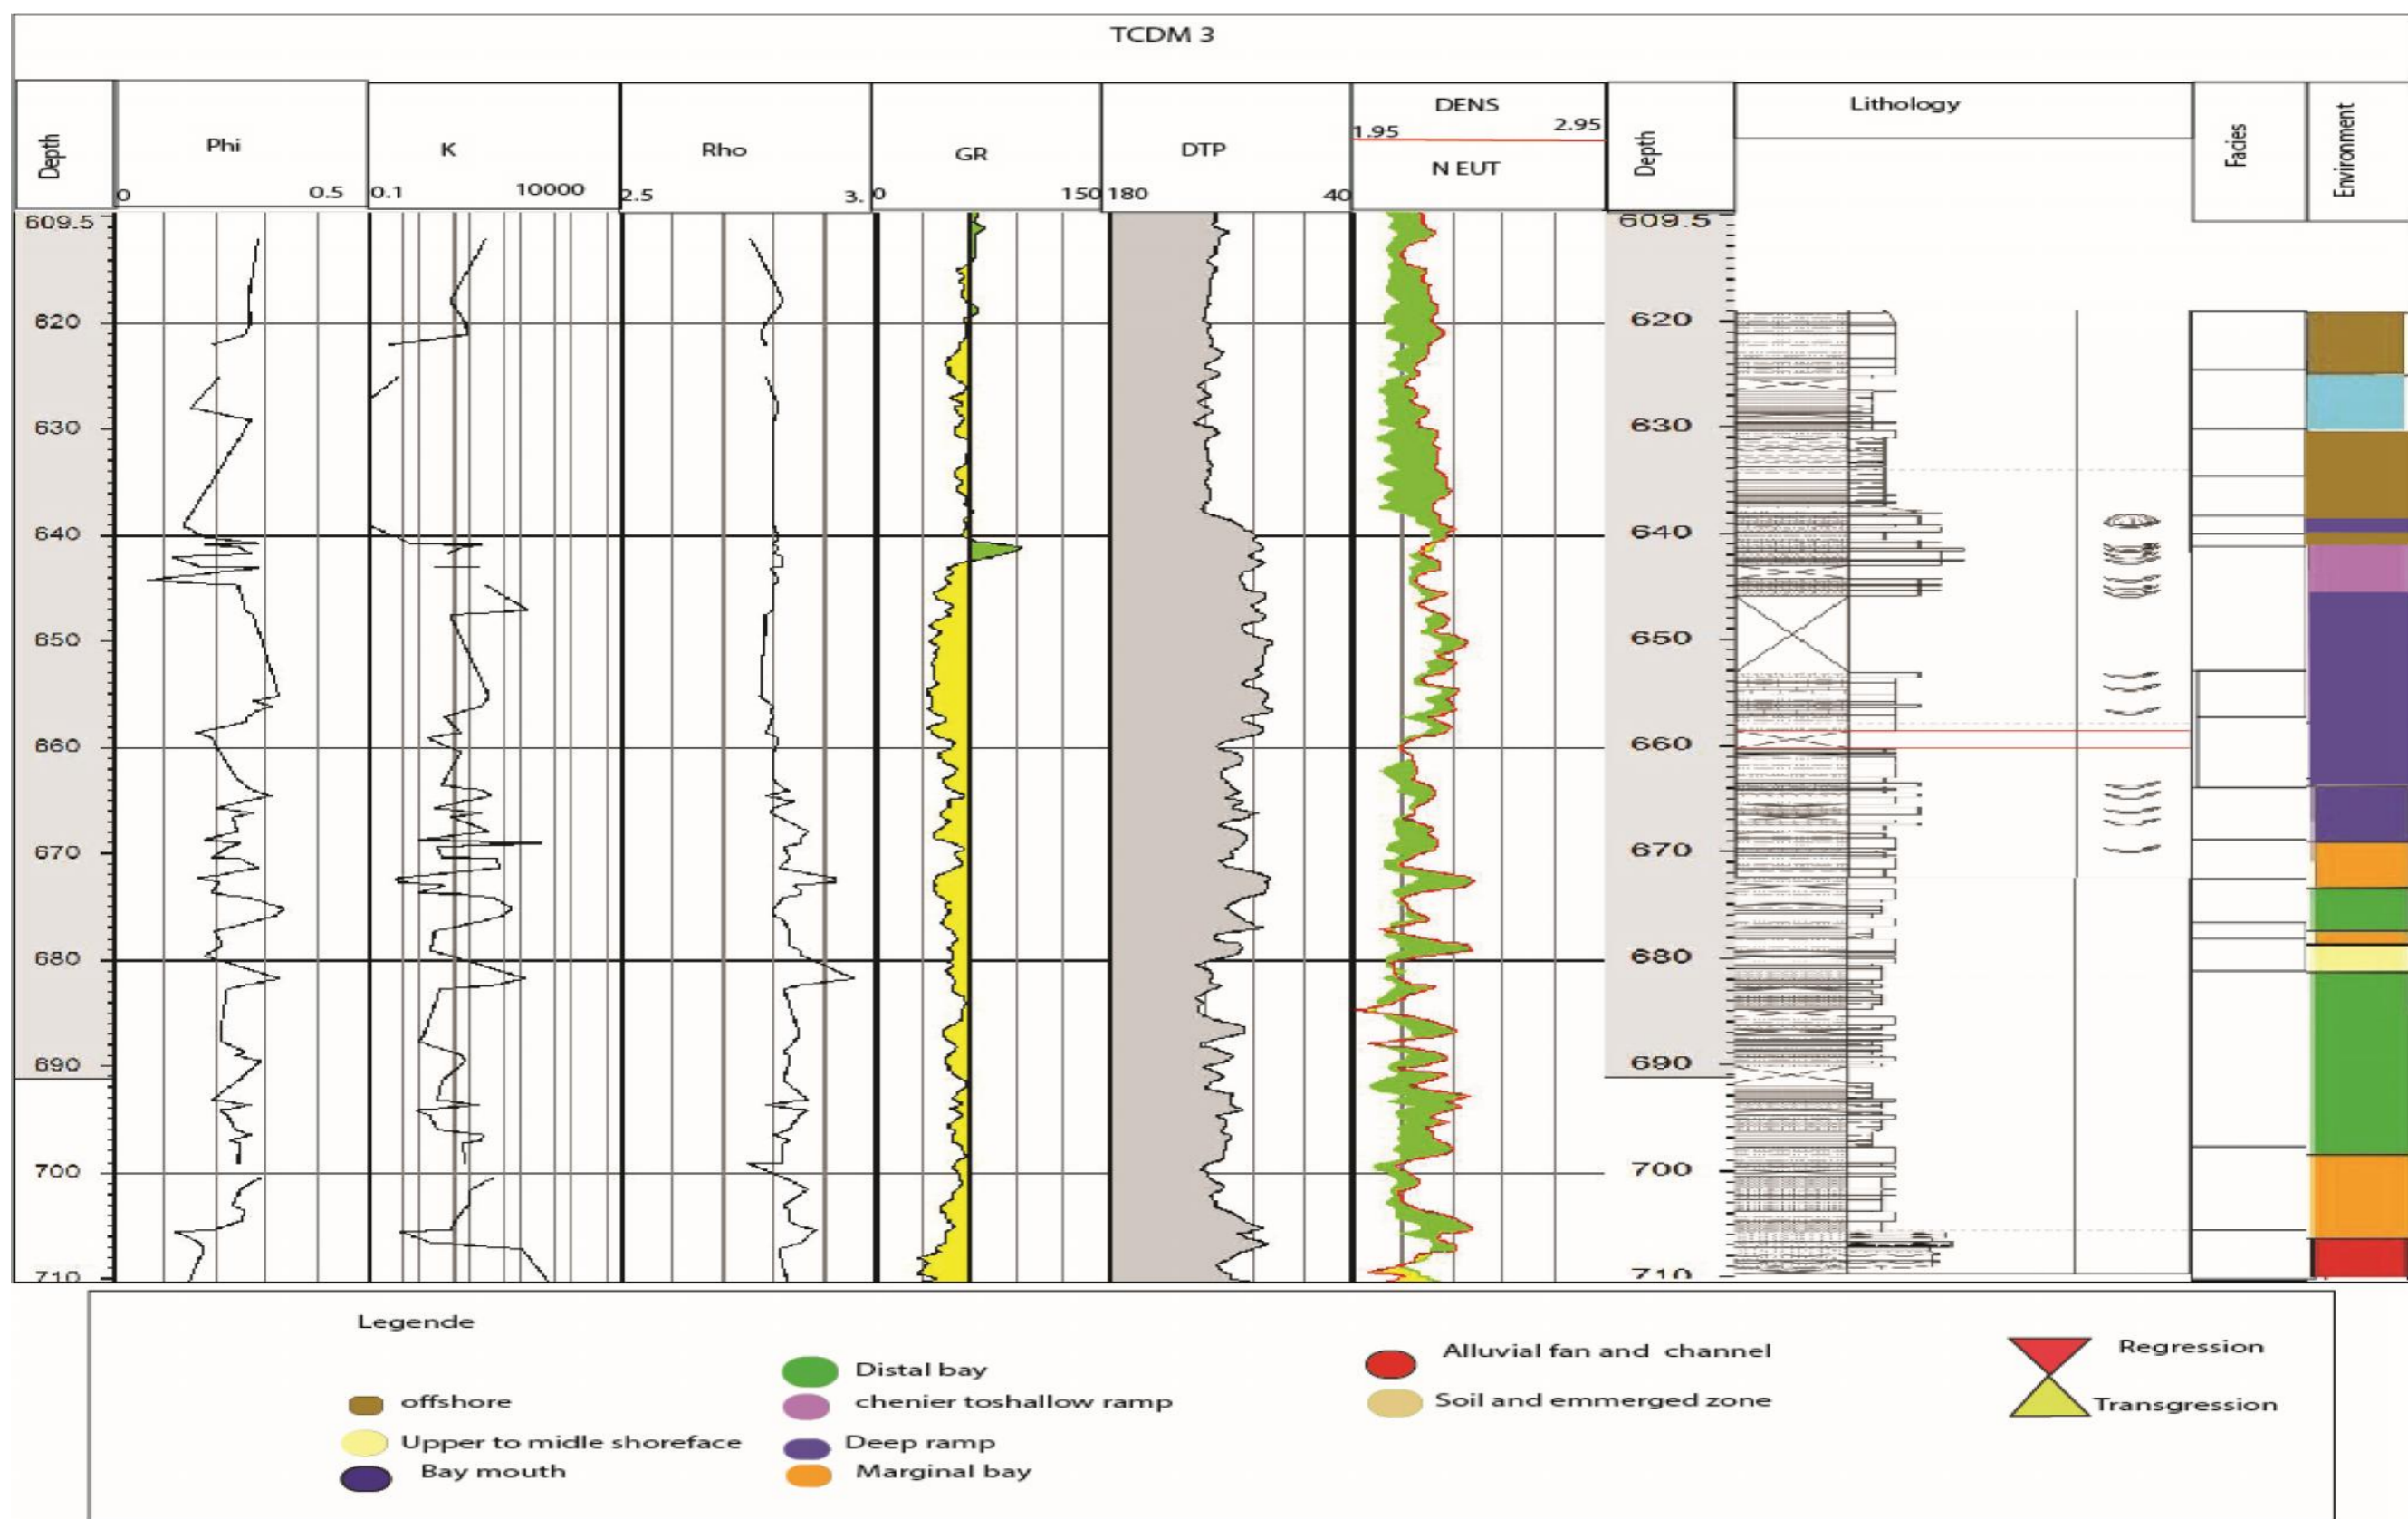 TCDM 3
Depth
Phi
0 0.5
K
0.1 10000
Rho
2.5 3.
GR
0 150
DTP
180 40
DENS
1.95 2.95
N EUT
Depth
Lithology
Facies
Environment
609.5 609.5
620 620
630 630
640 640
650 650
660 660
670 670
680 680
690 690
700 700
710 710
Legende
offshore
Upper to midle shoreface
Bay mouth
Distal bay
chenier toshallow ramp
Deep ramp
Marginal bay
Alluvial fan and channel
Soil and emmerged zone
Regression
Transgression